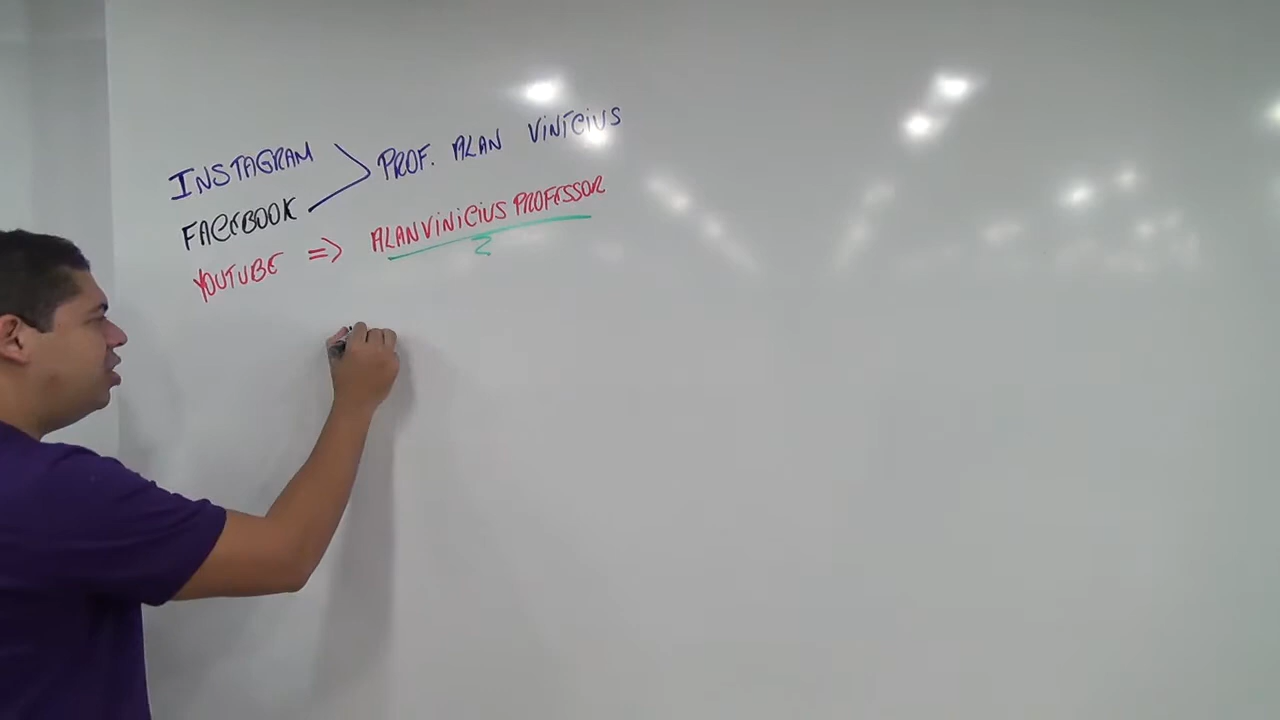 INSTAGRAM
FACEBOOK
PROF. ALAN VINICIUS
YOUTUBE => ALANVINICIUS PROFESSOR